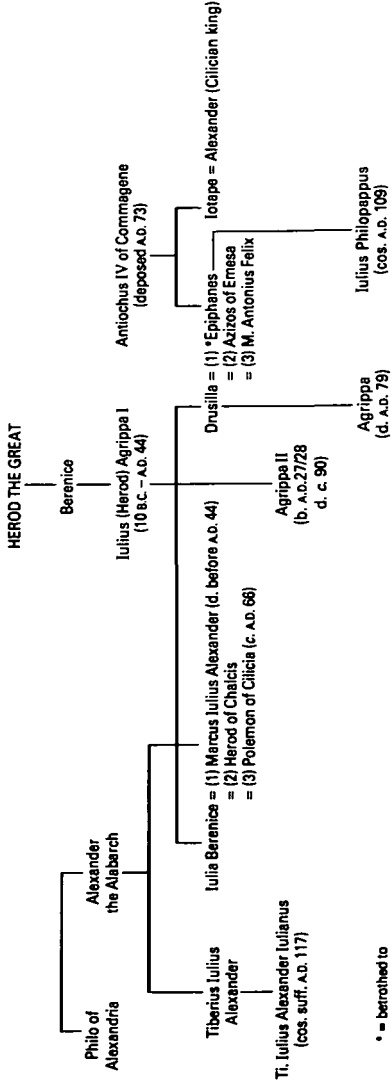 HEROD THE GREAT
Berenice
Iulius (Herod) Agrippa I
(10 B.C. – A.D. 44)
Philo of
Alexandria
Alexander
the Alabarch
Antiochus IV of Commagene
(deposed A.D. 73)
Tiberius Iulius
Alexander
Iulia Berenice = (1) Marcus Iulius Alexander (d. before A.D. 44)
= (2) Herod of Chalcis
= (3) Polemon of Cilicia (c. A.D. 66)
Drusilla = (1) *Epiphanes
= (2) Azizos of Emesa
= (3) M. Antonius Felix
Iotape = Alexander (Cilician king)
Ti. Iulius Alexander Iulianus
(cos. suff. A.D. 117)
Agrippa II
(b. A.D. 27/28
d. c. 90)
Agrippa
(d. A.D. 79)
Iulius Philopappus
(cos. A.D. 109)
* = betrothed to